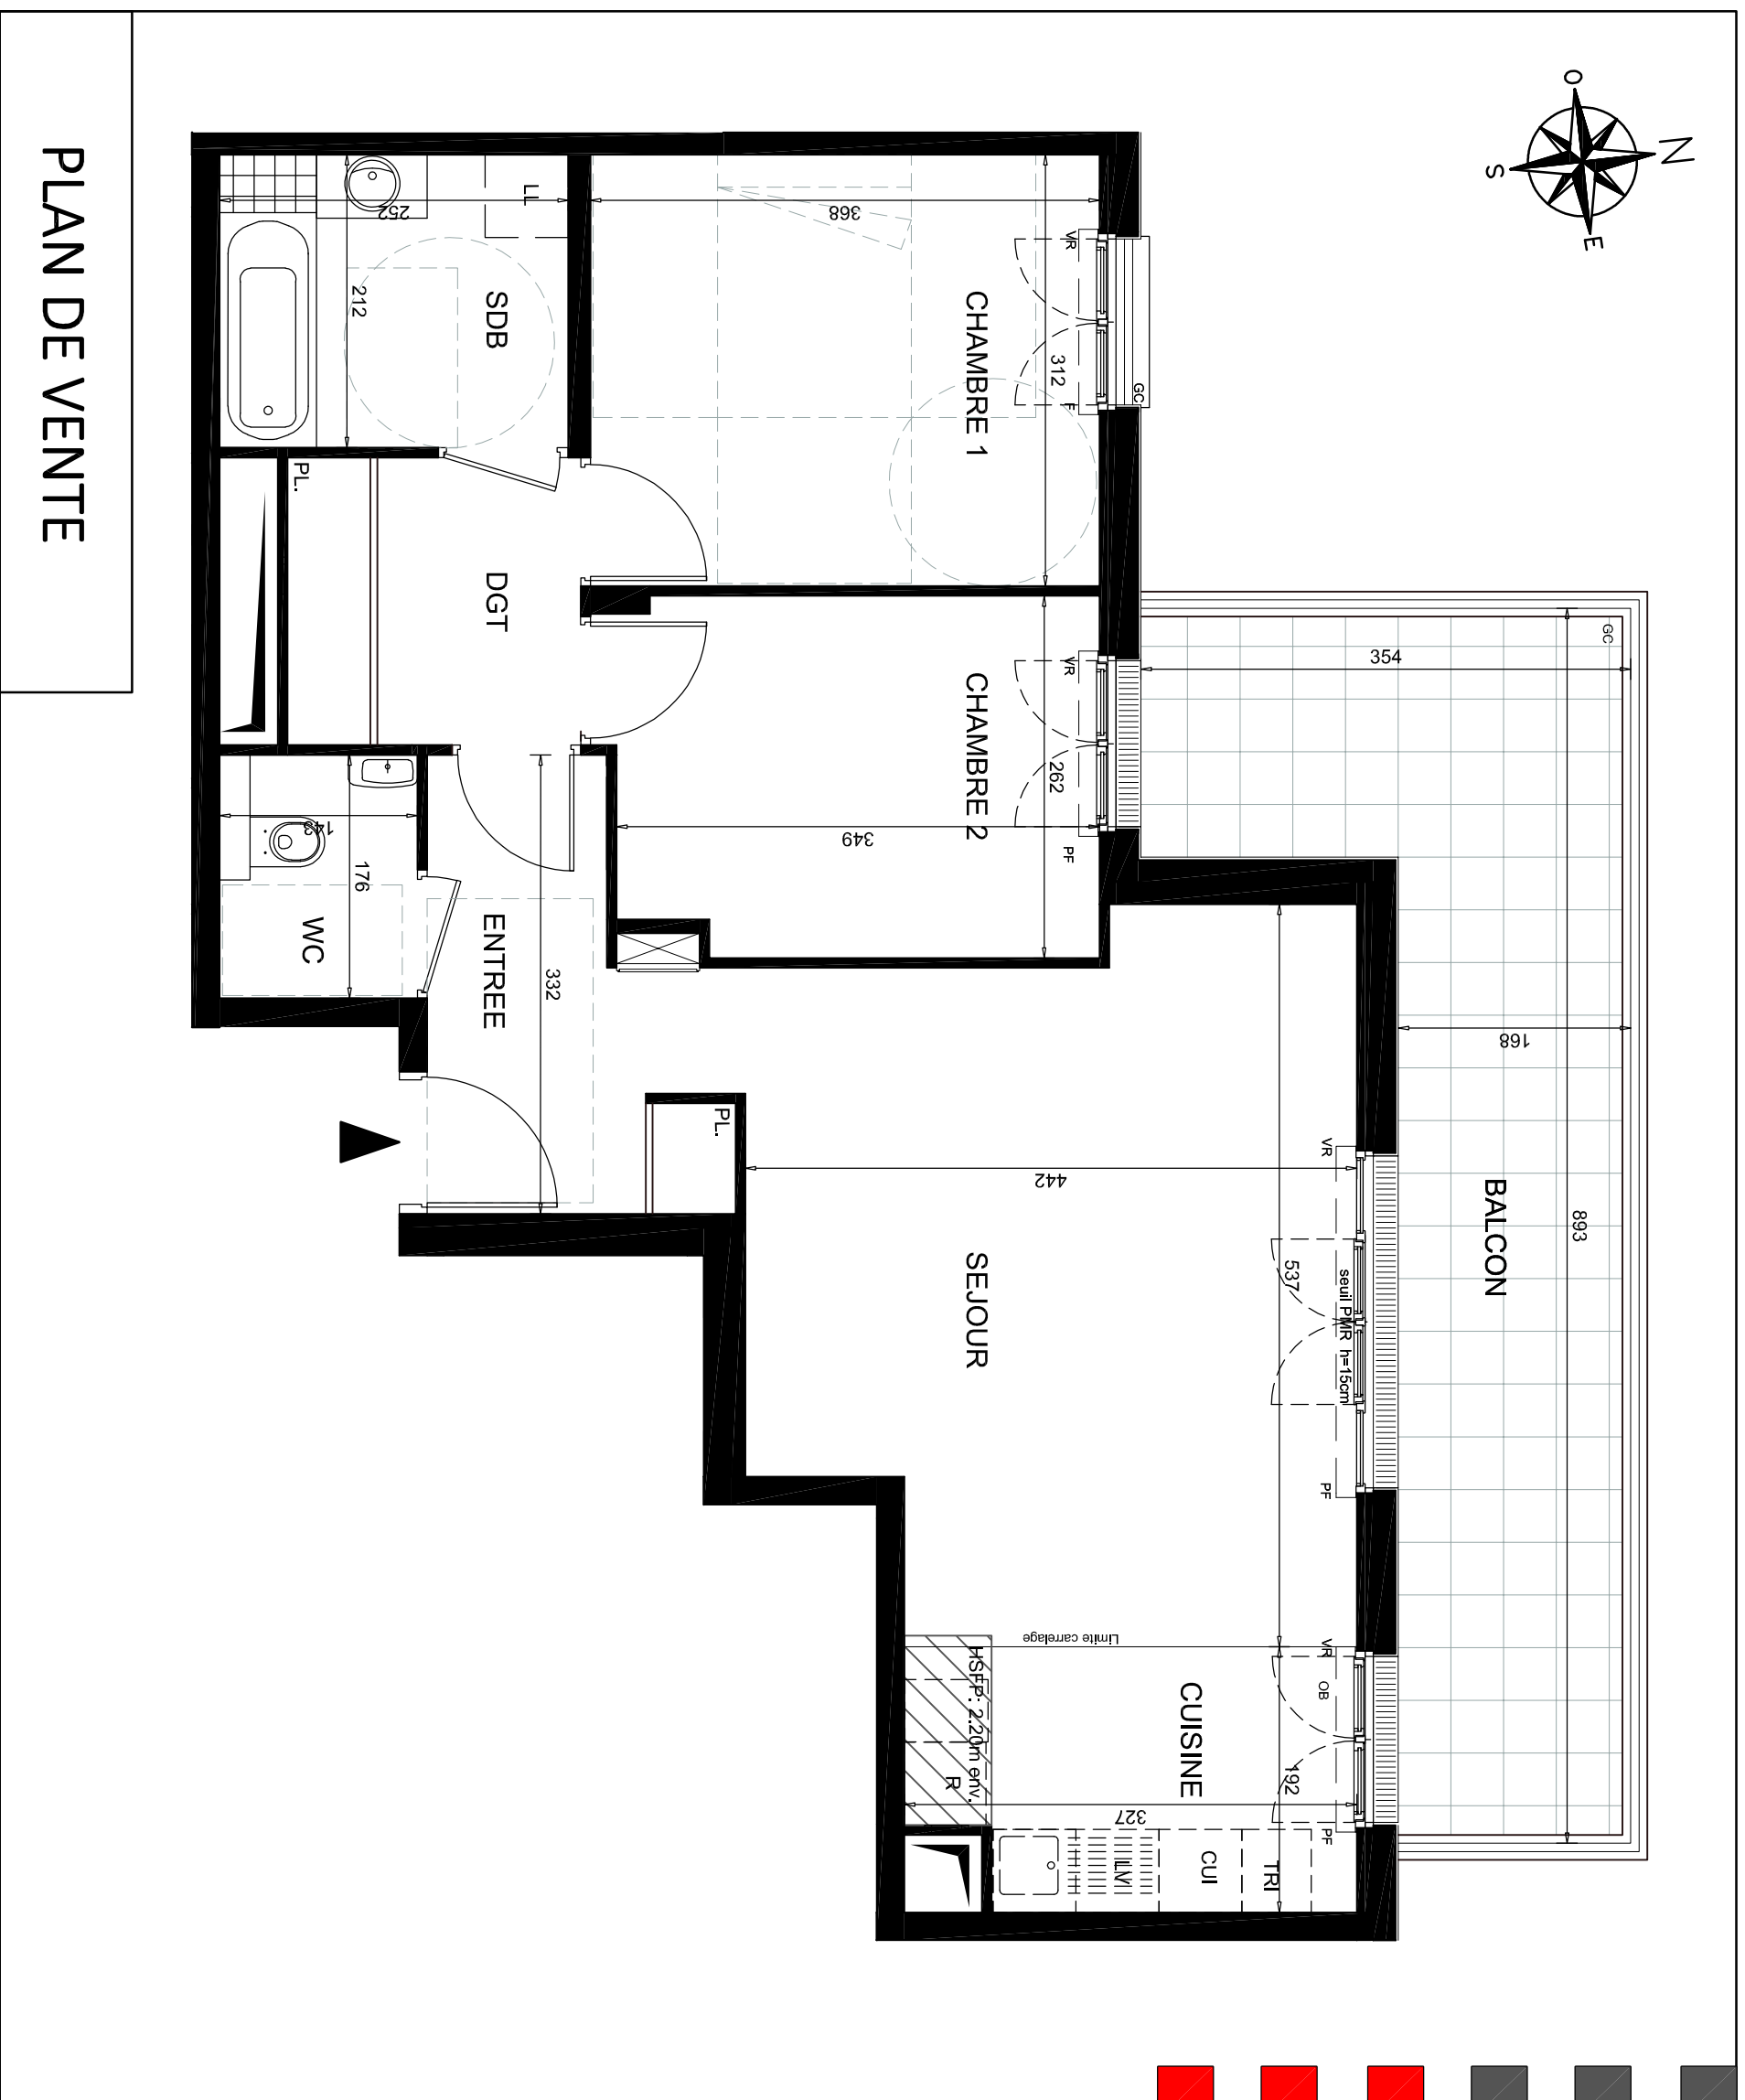 PLAN DE VENTE
N
O
E
S
BALCON
893
354
168
GC
GC
CHAMBRE 1
368
312
VR
F
CHAMBRE 2
349
262
VR
PF
SEJOUR
442
537
VR
seuil PMR h=15cm
PF
CUISINE
327
192
VR
OB
PF
Limite carrelage
HSFP: 2.20m env.
R
LV
CUI
TRI
SDB
252
212
LL
DGT
PL.
ENTREE
332
PL.
WC
143
176